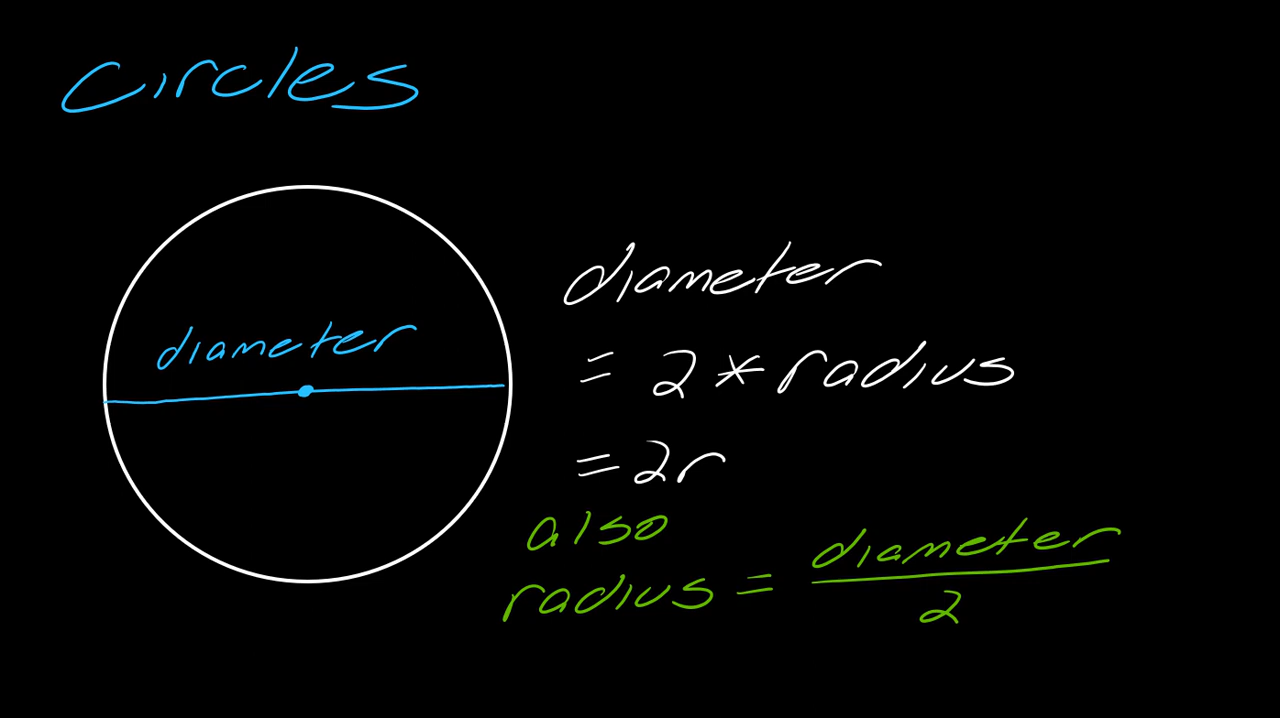 circles
diameter
diameter
= 2 * radius
= 2r
also
radius = diameter / 2